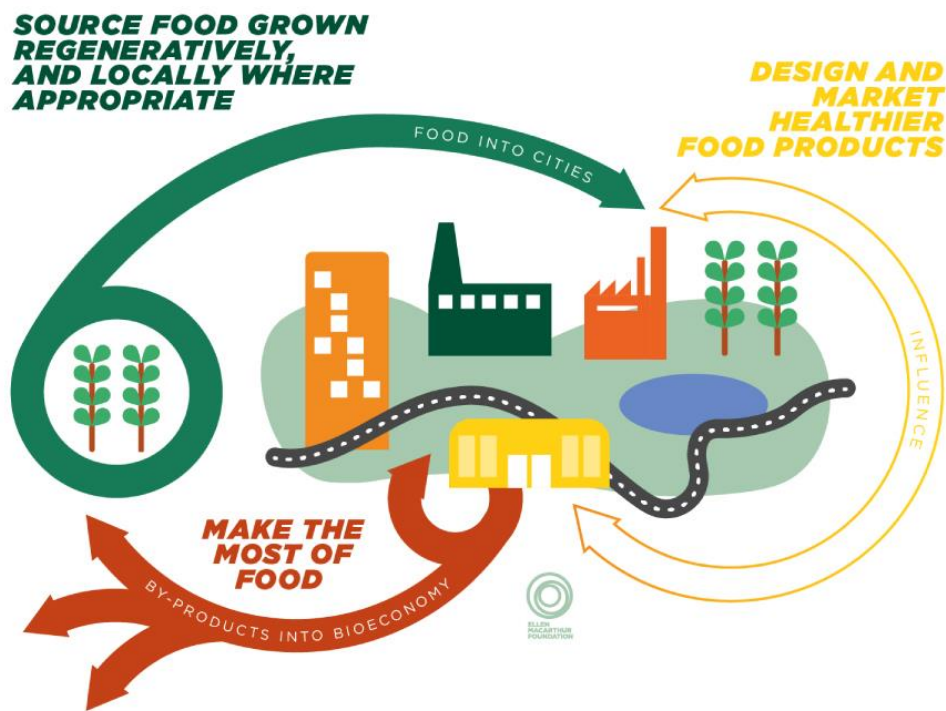 SOURCE FOOD GROWN
REGENERATIVELY,
AND LOCALLY WHERE
APPROPRIATE
DESIGN AND
MARKET
HEALTHIER
FOOD PRODUCTS
FOOD INTO CITIES
INFLUENCE
MAKE THE
MOST OF
FOOD
BY-PRODUCTS INTO BIOECONOMY
ELLEN
MACARTHUR
FOUNDATION